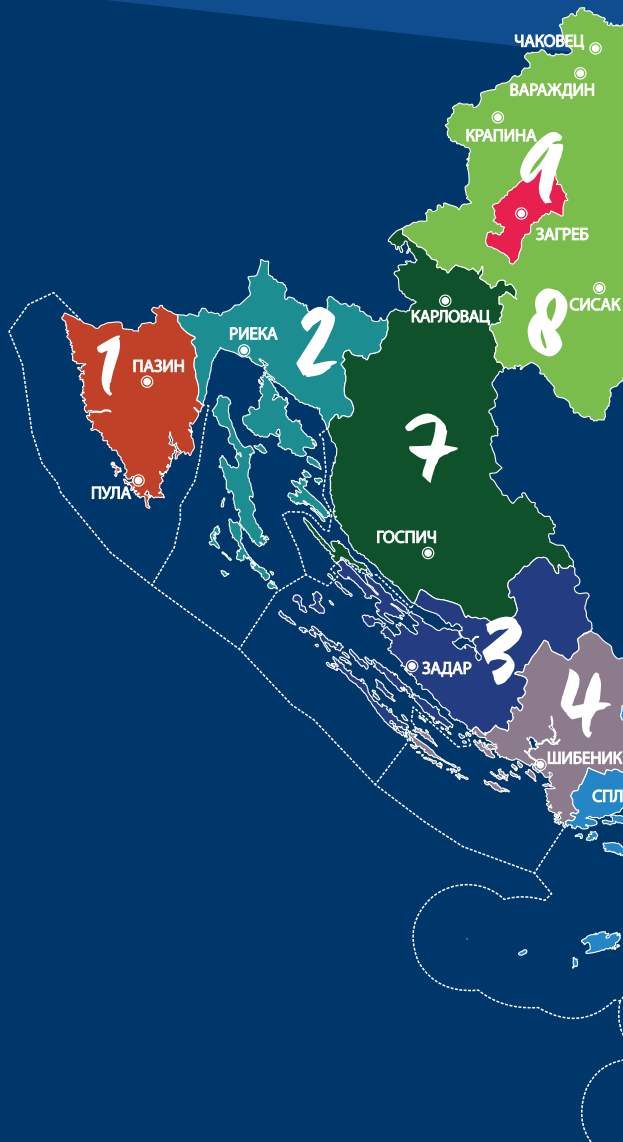 ЧАКОВЕЦ
ВАРАЖДИН
КРАПИНА
9
ЗАГРЕБ
СИСАК
8
КАРЛОВАЦ
РИЕКА
2
1
ПАЗИН
7
ПУЛА
ГОСПИЧ
3
ЗАДАР
4
ШИБЕНИК
СПЛ